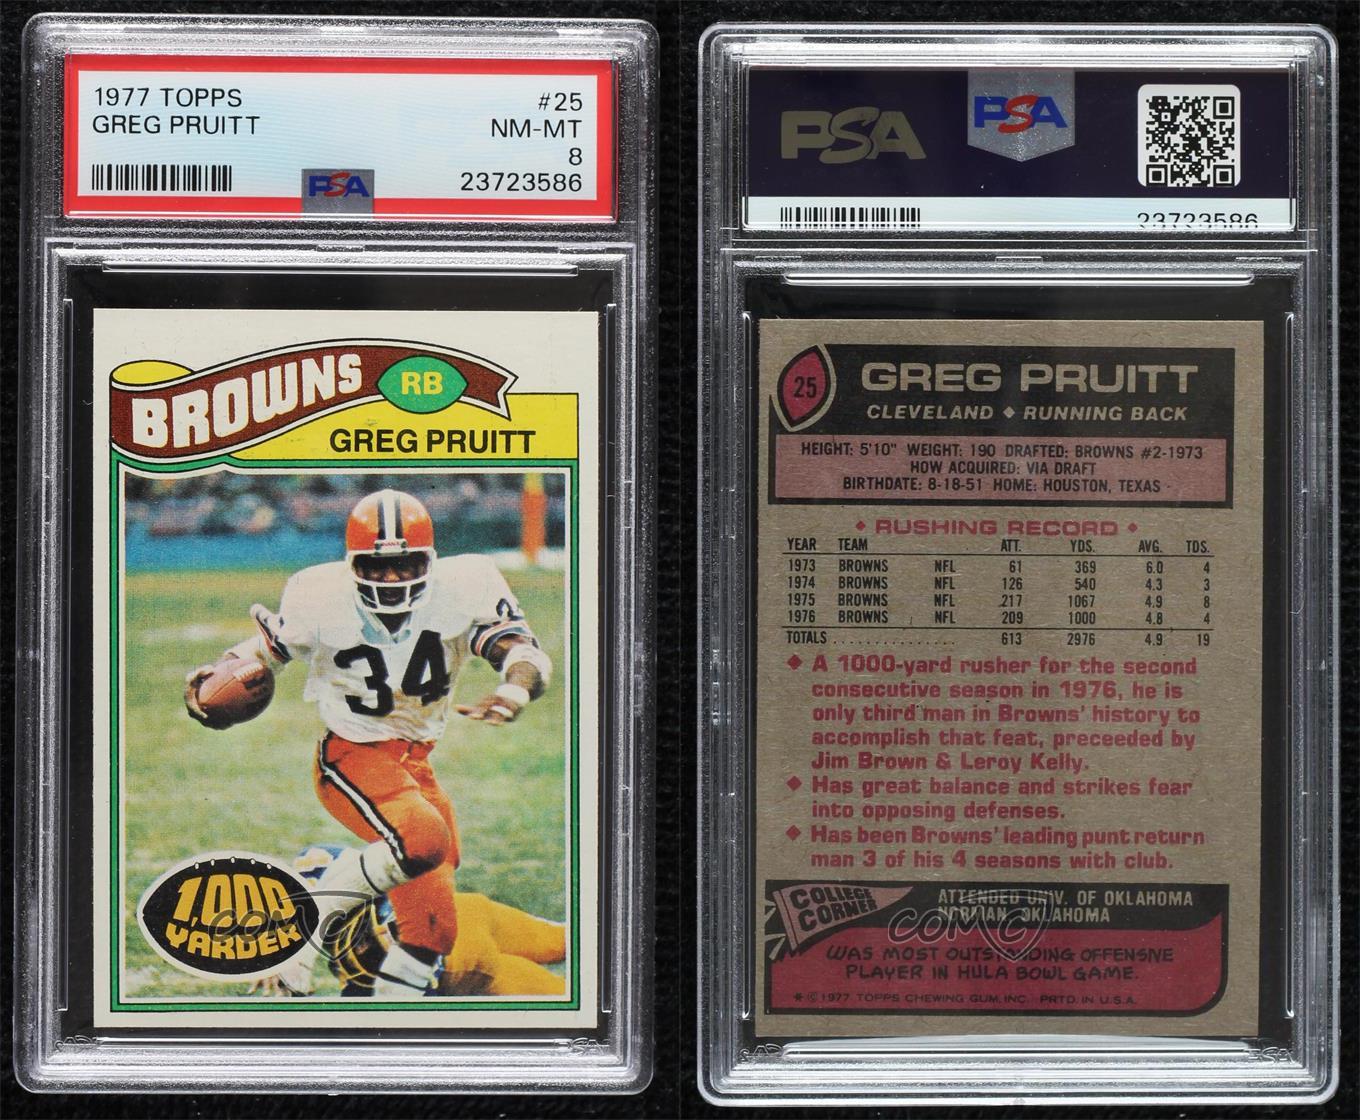 1977 TOPPS #25
GREG PRUITT NM-MT
8
PSA 23723586
BROWNS RB
GREG PRUITT
34
34
1,000
YARDER
COMC
PSA PSA
23723586
25 GREG PRUITT
CLEVELAND ◆ RUNNING BACK
HEIGHT: 5'10" WEIGHT: 190 DRAFTED: BROWNS #2-1973
HOW ACQUIRED: VIA DRAFT
BIRTHDATE: 8-18-51 HOME: HOUSTON, TEXAS
◆ RUSHING RECORD ◆
YEAR TEAM ATT. YDS. AVG. TDS.
1973 BROWNS NFL 61 369 6.0 4
1974 BROWNS NFL 126 540 4.3 3
1975 BROWNS NFL 217 1067 4.9 8
1976 BROWNS NFL 209 1000 4.8 4
TOTALS . . . . . . . . . . . . . . . 613 2976 4.9 19
◆ A 1000-yard rusher for the second
consecutive season in 1976, he is
only third man in Browns' history to
accomplish that feat, preceeded by
Jim Brown & Leroy Kelly.
◆ Has great balance and strikes fear
into opposing defenses.
◆ Has been Browns' leading punt return
man 3 of his 4 seasons with club.
COLLEGE
CORNER
ATTENDED UNIV. OF OKLAHOMA
NORMAN, OKLAHOMA
COMC
WAS MOST OUTSTANDING OFFENSIVE
PLAYER IN HULA BOWL GAME.
* © 1977 TOPPS CHEWING GUM, INC. PRTD. IN U.S.A.